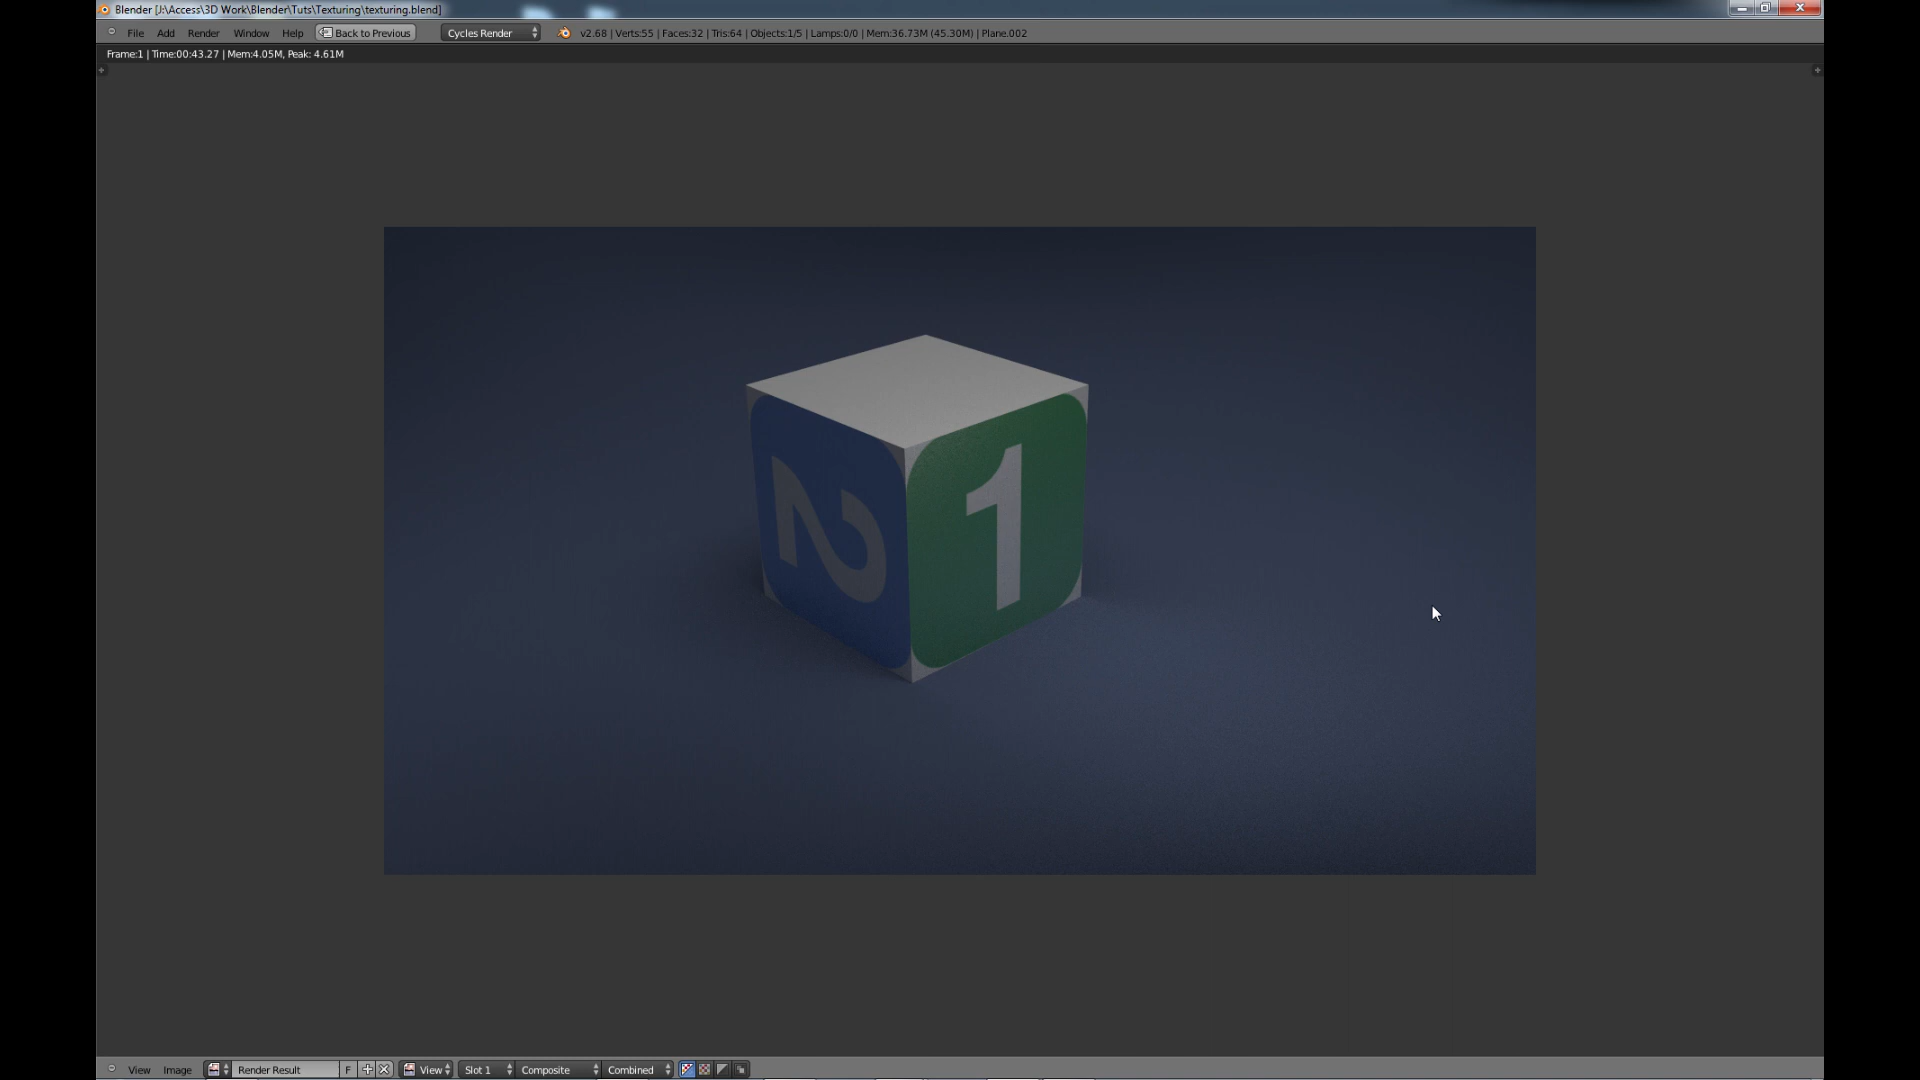 Blender [J:\Access\3D Work\Blender\Tuts\Texturing\texturing.blend]
File Add Render Window Help Back to Previous Cycles Render v2.68 | Verts:55 | Faces:32 | Tris:64 | Objects:1/5 | Lamps:0/0 | Mem:36.73M (45.30M) | Plane.002
Frame:1 | Time:00:43.27 | Mem:4.05M, Peak: 4.61M
2 1
View Image Render Result F View Slot 1 Composite Combined